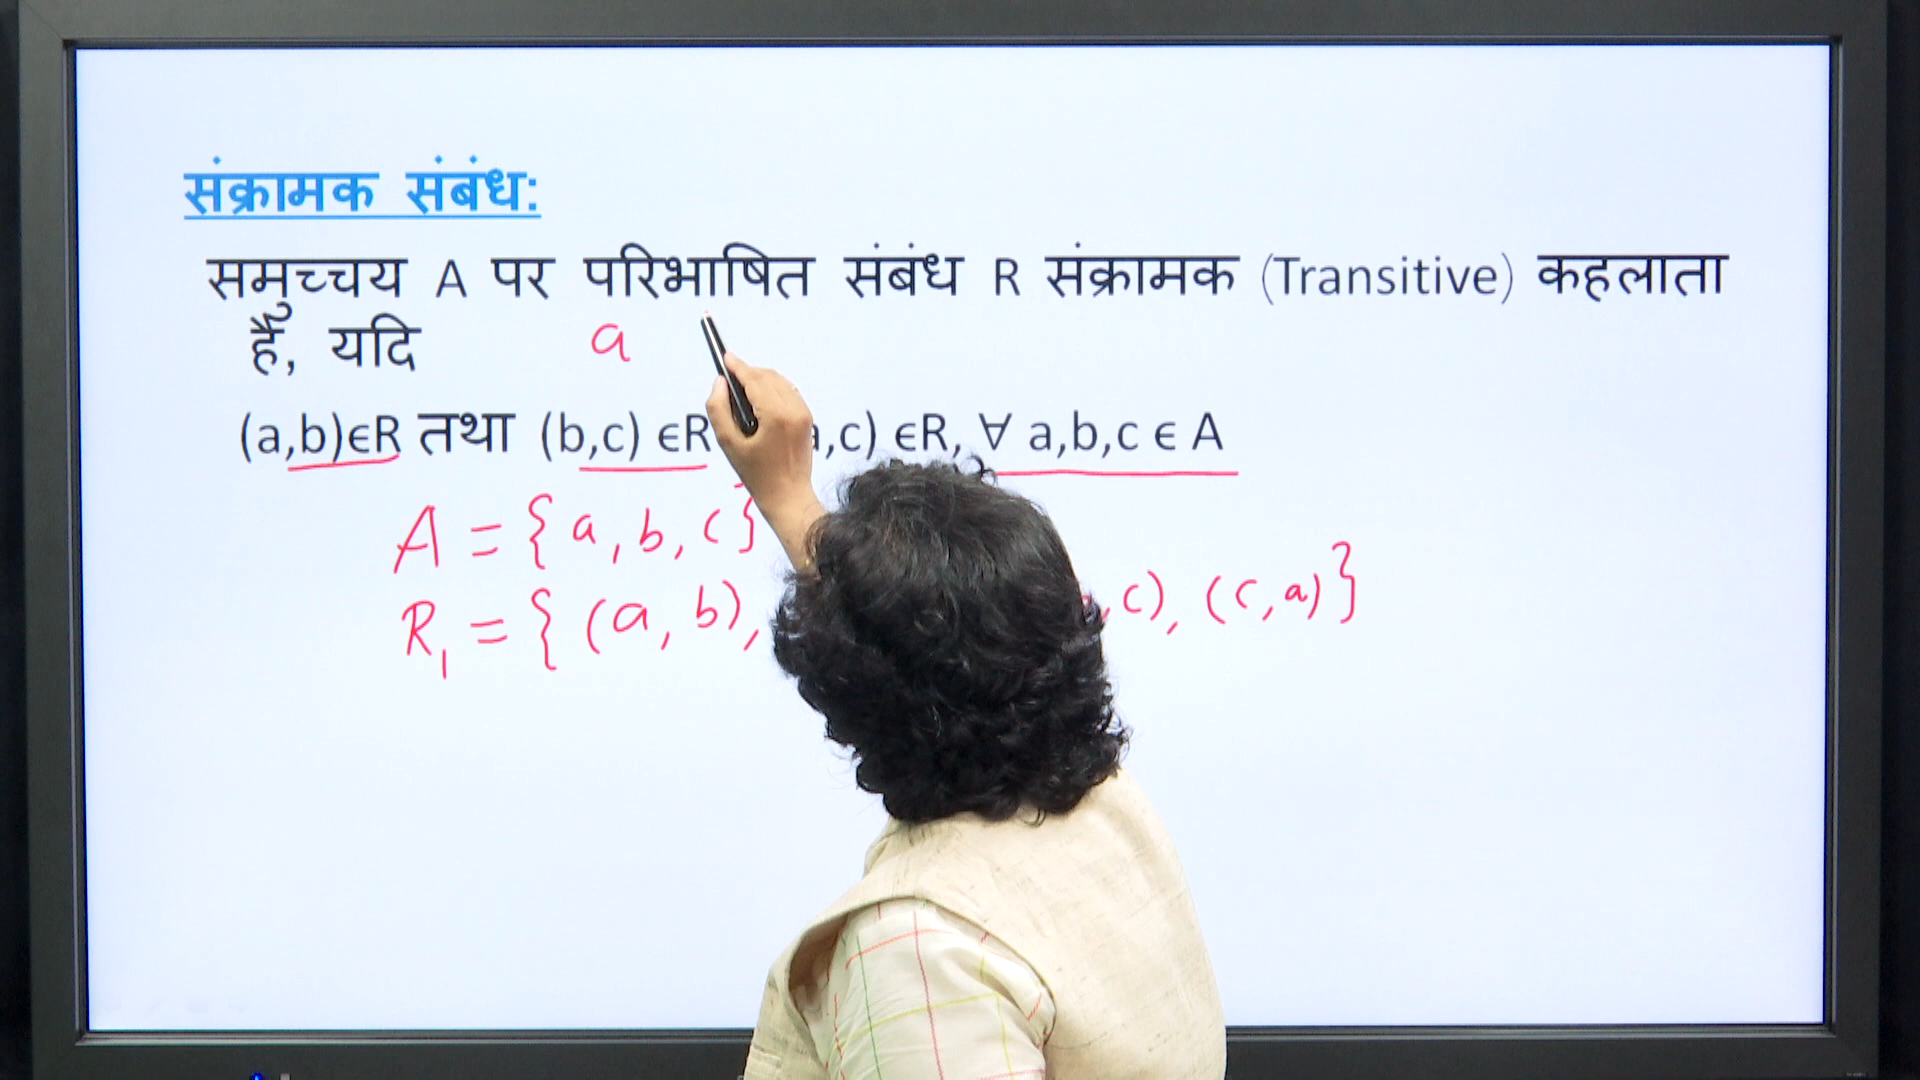 संक्रामक संबंध:
समुच्चय A पर परिभाषित संबंध R संक्रामक (Transitive) कहलाता
है, यदि
a
(a,b)ϵR तथा (b,c) ϵR ,c) ϵR, ∀ a,b,c ϵ A
A = {a, b, c}
R₁ = {(a, b), ,c), (c,a)}